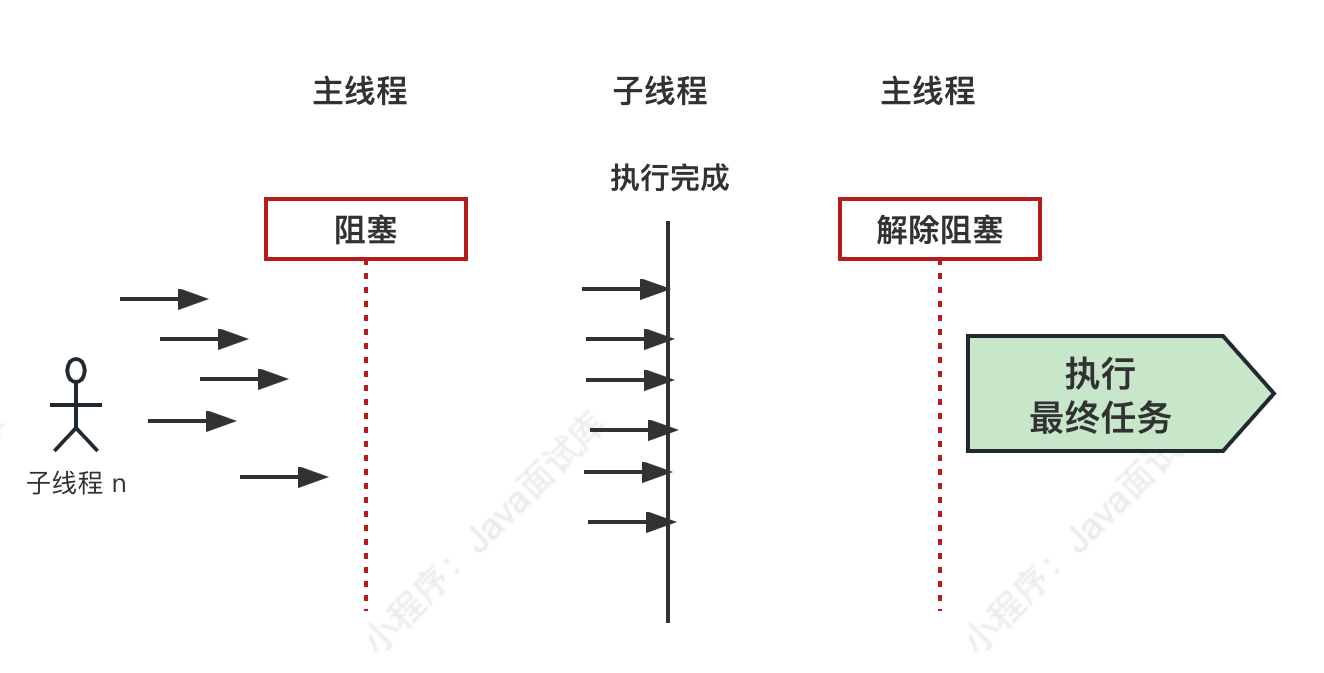 主线程
子线程
主线程
执行完成
阻塞
解除阻塞
执行
最终任务
子线程 n
小程序：Java面试库
小程序：Java面试